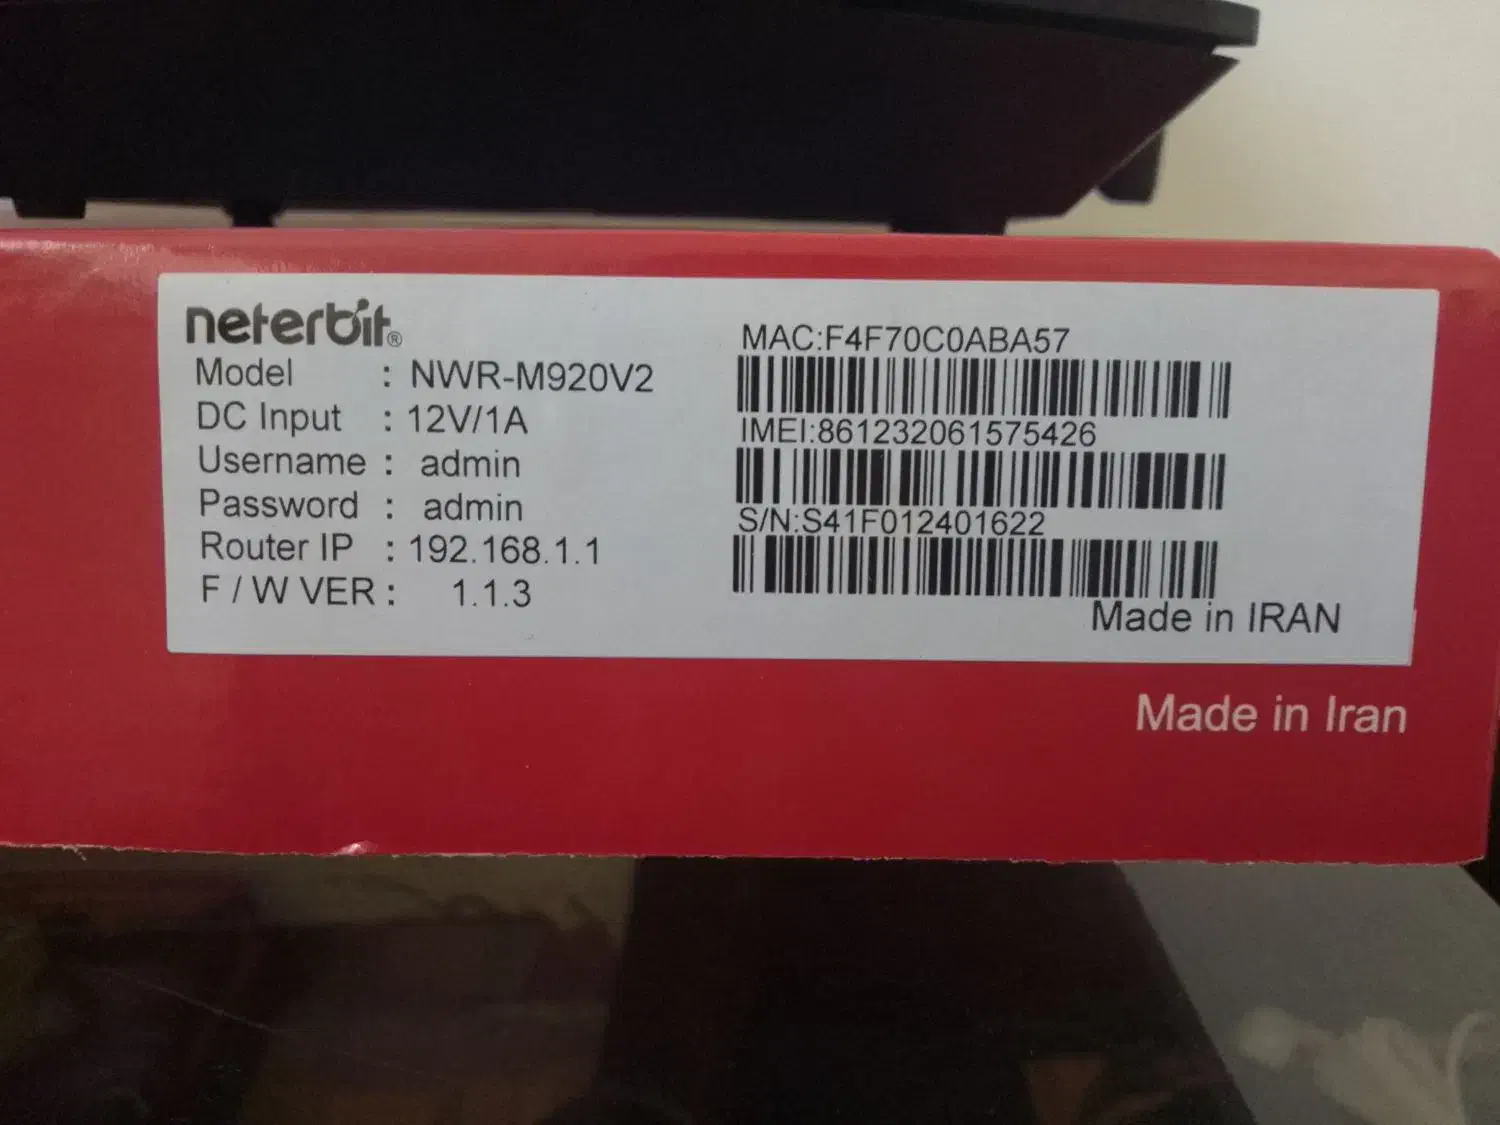 neterbit®
Model : NWR-M920V2
DC Input : 12V/1A
Username : admin
Password : admin
Router IP : 192.168.1.1
F / W VER : 1.1.3
MAC:F4F70C0ABA57
IMEI:861232061575426
S/N:S41F012401622
Made in IRAN
Made in Iran